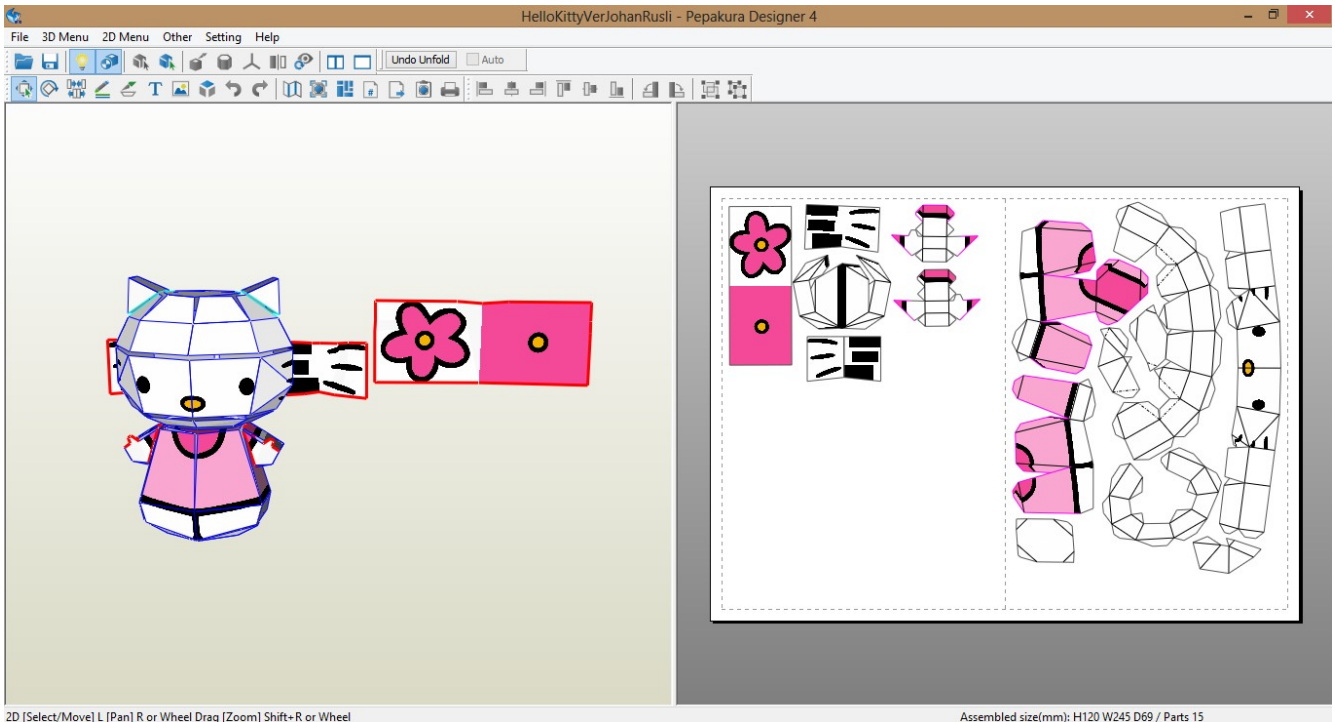 HelloKittyVerJohanRusli - Pepakura Designer 4
File 3D Menu 2D Menu Other Setting Help
Undo Unfold Auto
T #
2D [Select/Move] L [Pan] R or Wheel Drag [Zoom] Shift+R or Wheel
Assembled size(mm): H120 W245 D69 / Parts 15